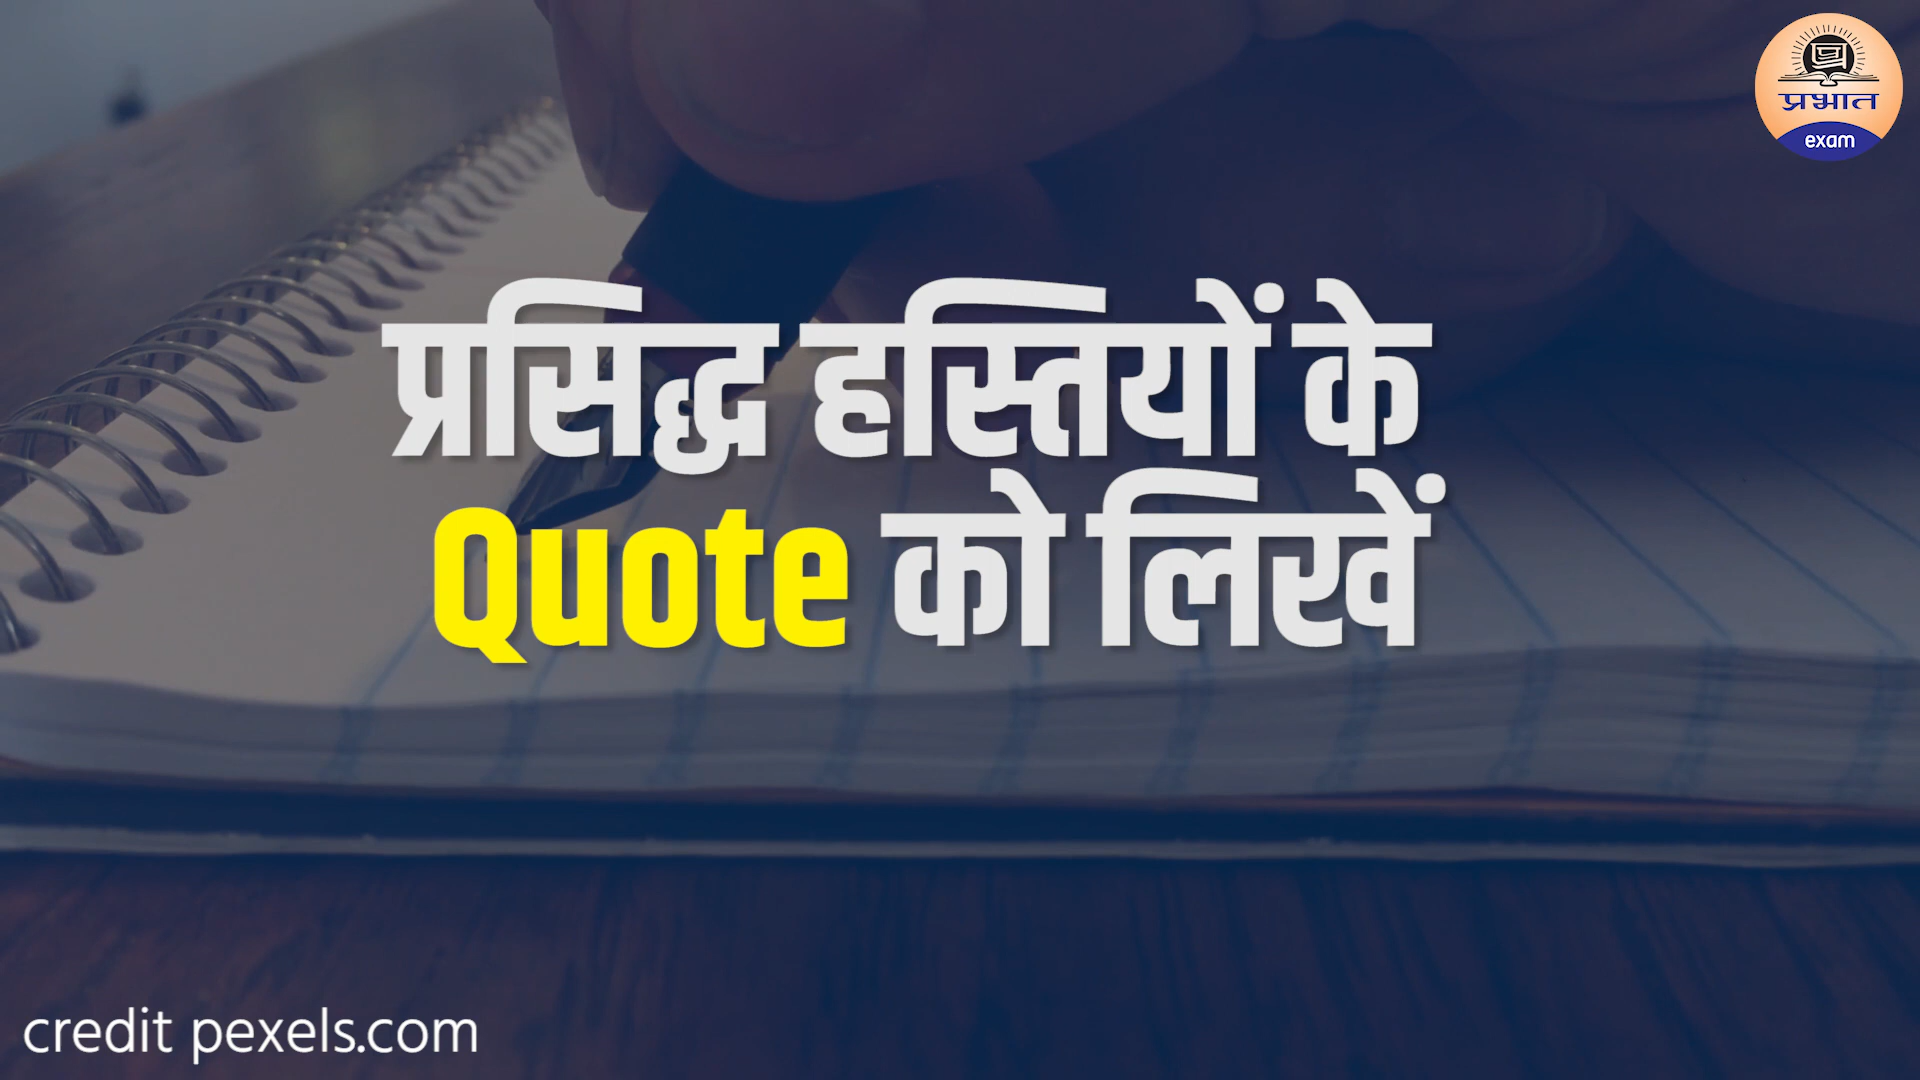 प्रभात
exam
प्रसिद्ध हस्तियों के
Quote को लिखें
credit pexels.com